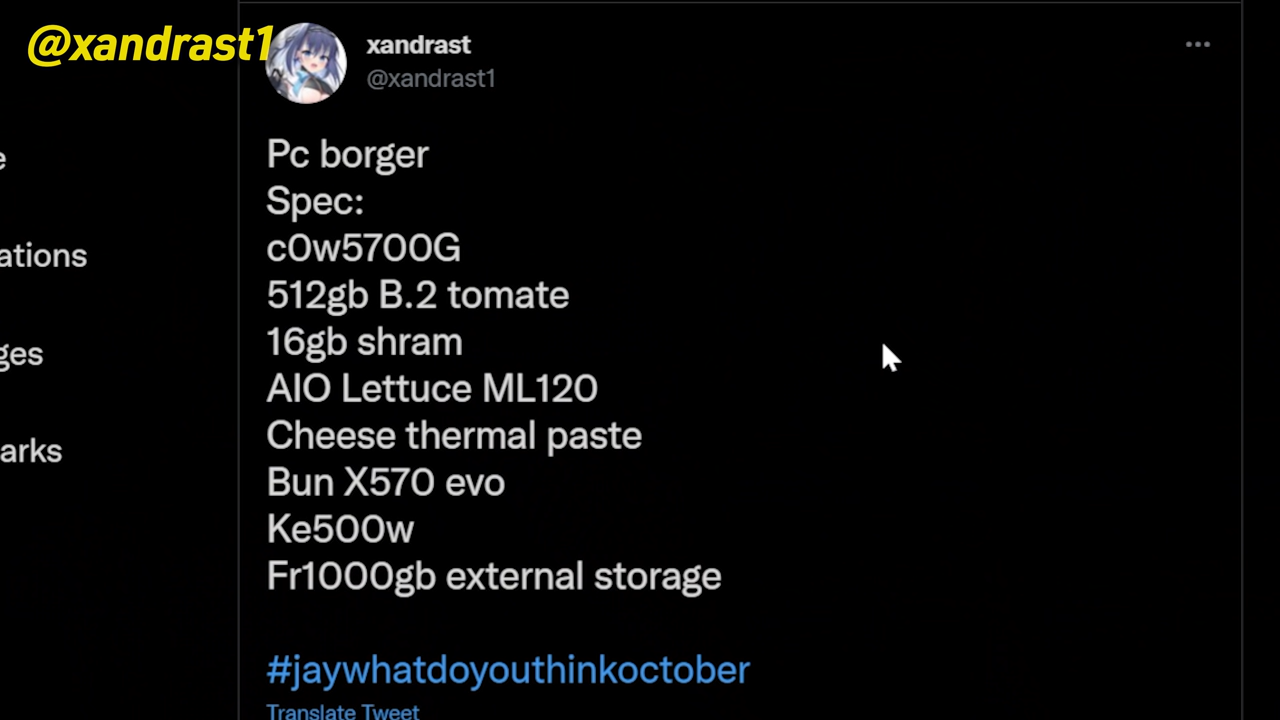 @xandrast1
xandrast
@xandrast1
Pc borger
Spec:
c0w5700G
512gb B.2 tomate
16gb shram
AIO Lettuce ML120
Cheese thermal paste
Bun X570 evo
Ke500w
Fr1000gb external storage
#jaywhatdoyouthinkoctober
Translate Tweet
e
ations
ges
arks